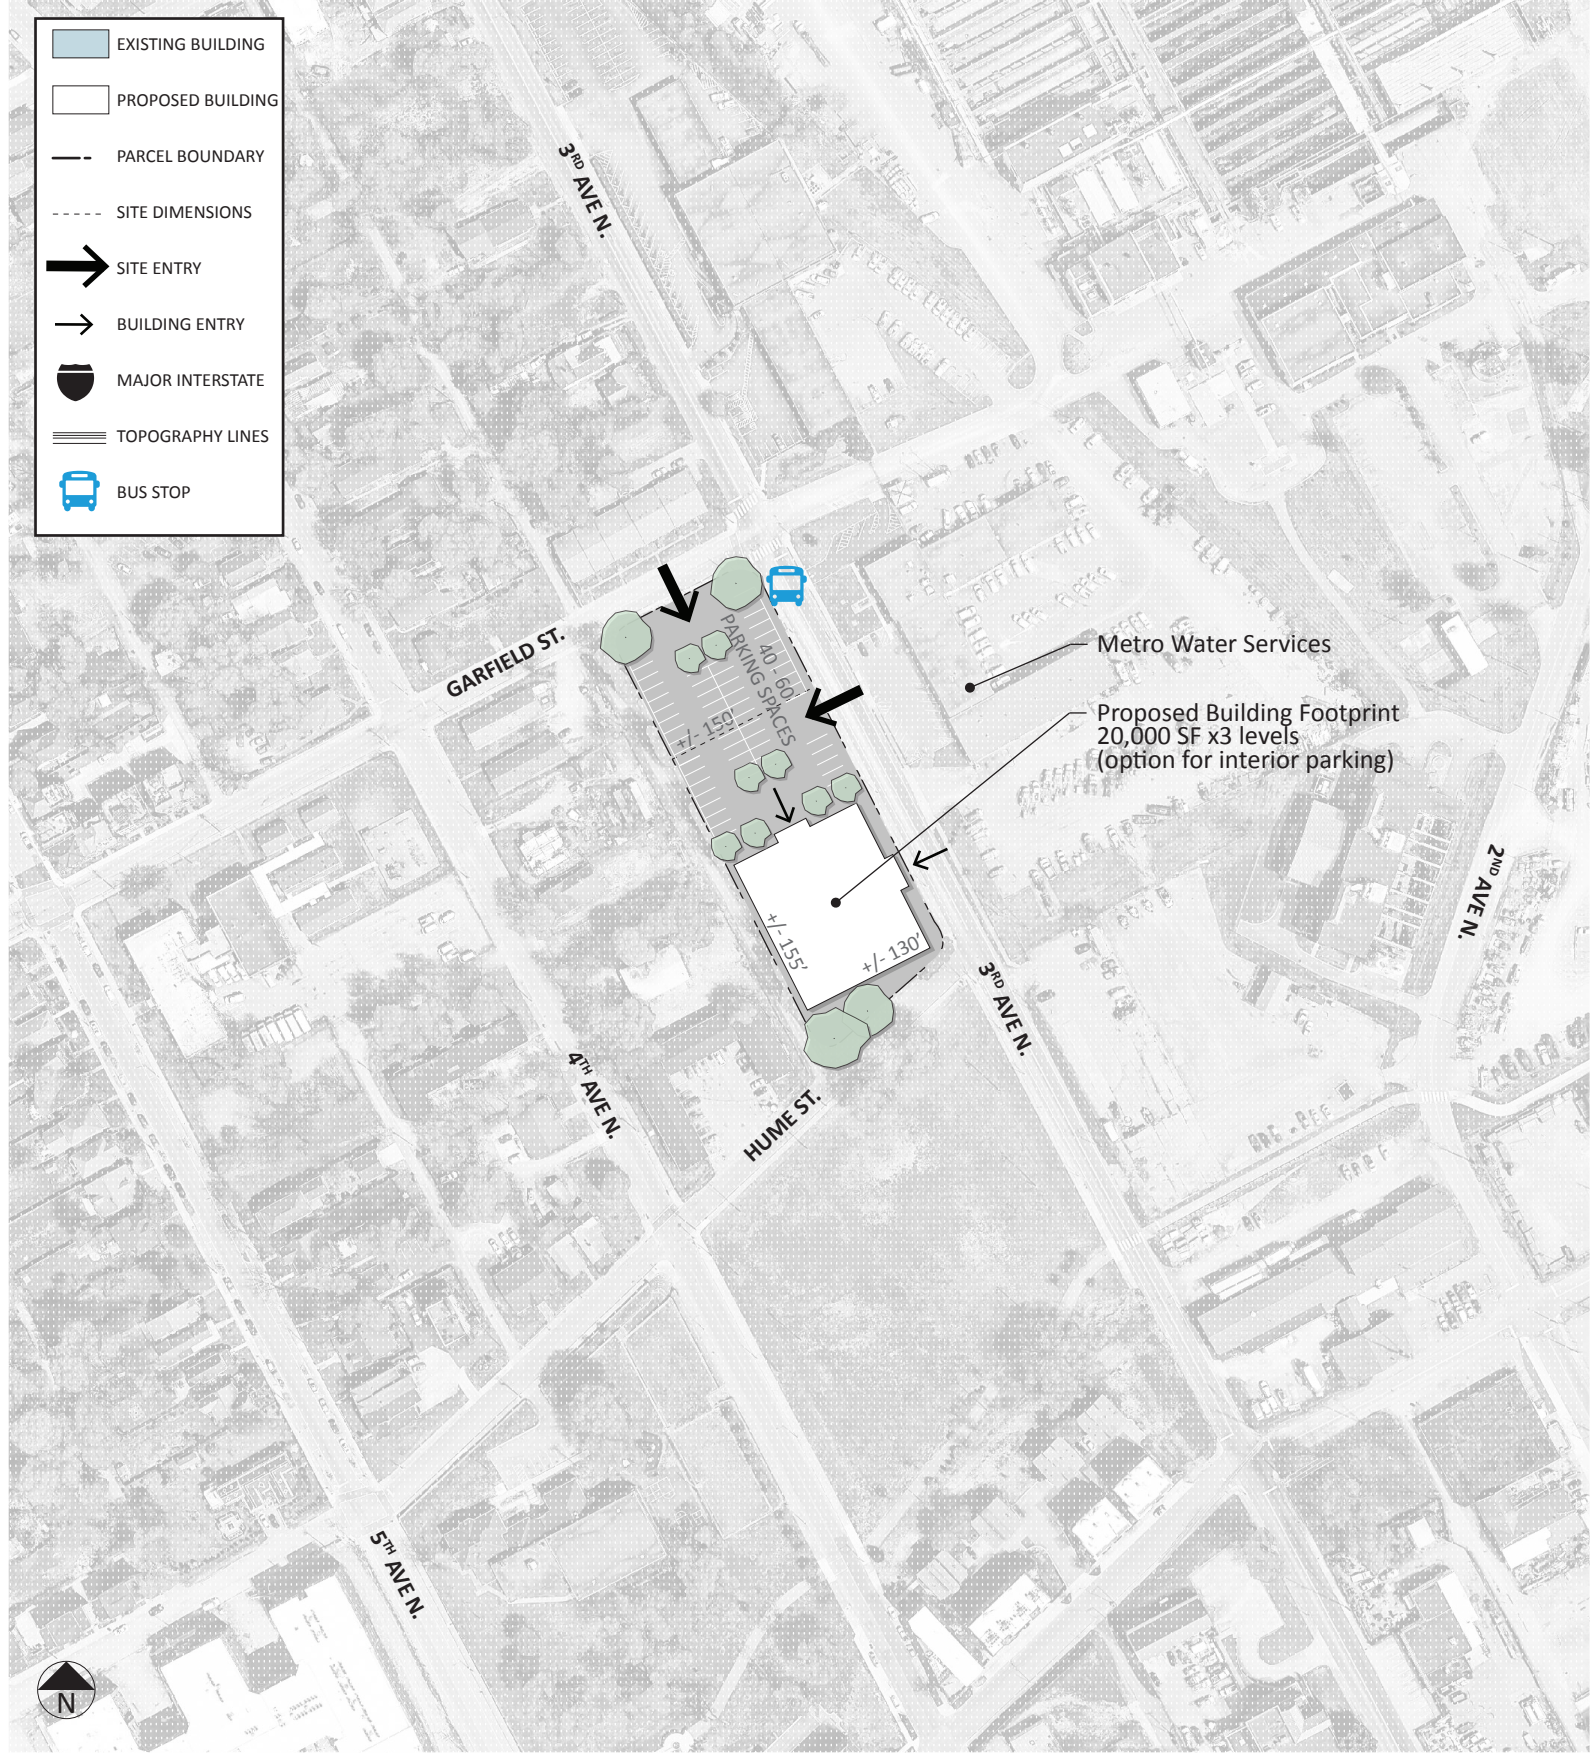 EXISTING BUILDING
PROPOSED BUILDING
PARCEL BOUNDARY
SITE DIMENSIONS
SITE ENTRY
BUILDING ENTRY
MAJOR INTERSTATE
TOPOGRAPHY LINES
BUS STOP
3RD AVE N.
GARFIELD ST.
40 - 60
PARKING SPACES
+/- 150'
Metro Water Services
Proposed Building Footprint
20,000 SF x3 levels
(option for interior parking)
2ND AVE N.
+/- 155'
+/- 130'
3RD AVE N.
4TH AVE N.
HUME ST.
5TH AVE N.
N